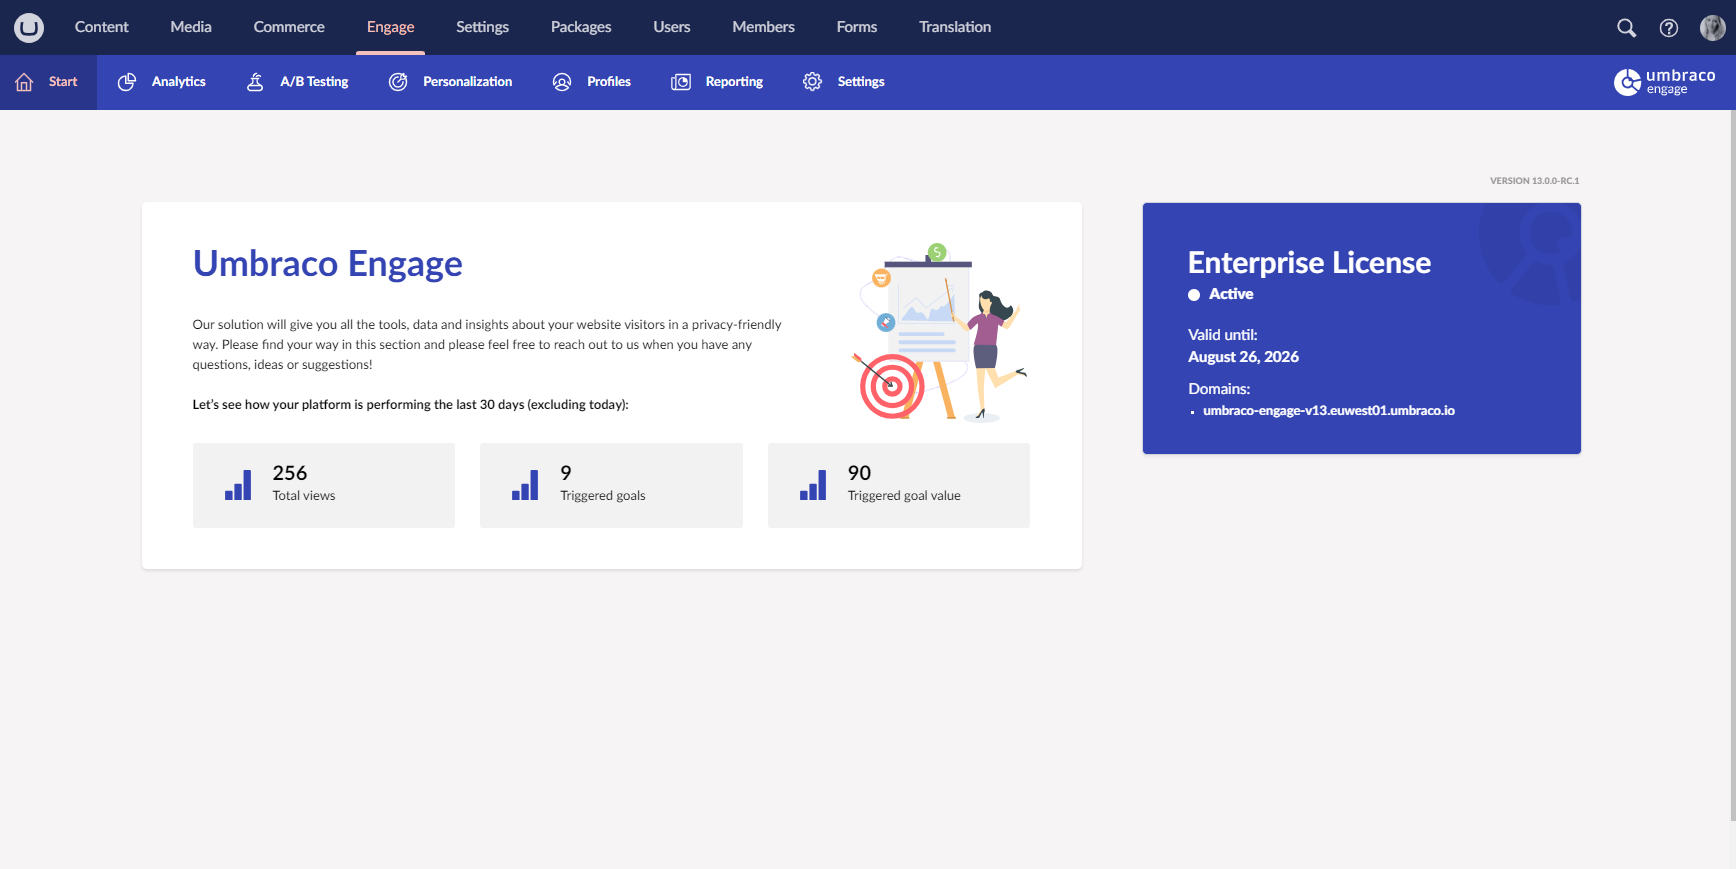 Content Media Commerce Engage Settings Packages Users Members Forms Translation
Start Analytics A/B Testing Personalization Profiles Reporting Settings
umbraco
engage
VERSION 13.0.0-RC.1
Umbraco Engage
Our solution will give you all the tools, data and insights about your website visitors in a privacy-friendly
way. Please find your way in this section and please feel free to reach out to us when you have any
questions, ideas or suggestions!
Let's see how your platform is performing the last 30 days (excluding today):
256
Total views
9
Triggered goals
90
Triggered goal value
Enterprise License
Active
Valid until:
August 26, 2026
Domains:
umbraco-engage-v13.euwest01.umbraco.io